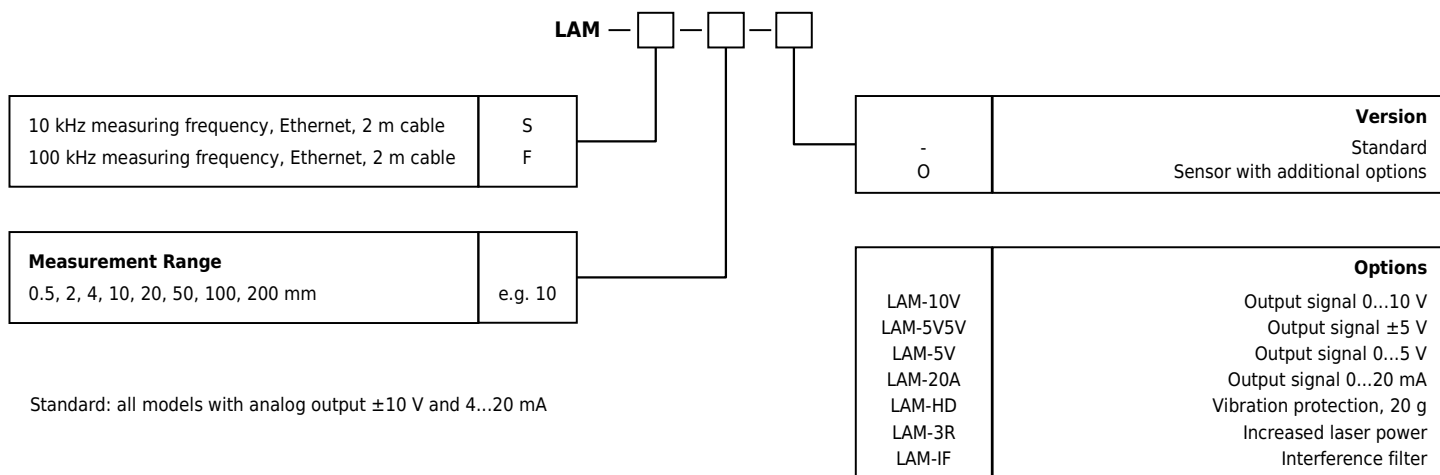 LAM
10 kHz measuring frequency, Ethernet, 2 m cable S
100 kHz measuring frequency, Ethernet, 2 m cable F
Measurement Range
0.5, 2, 4, 10, 20, 50, 100, 200 mm e.g. 10
Standard: all models with analog output ±10 V and 4...20 mA
Version
- Standard
O Sensor with additional options
Options
LAM-10V Output signal 0...10 V
LAM-5V5V Output signal ±5 V
LAM-5V Output signal 0...5 V
LAM-20A Output signal 0...20 mA
LAM-HD Vibration protection, 20 g
LAM-3R Increased laser power
LAM-IF Interference filter